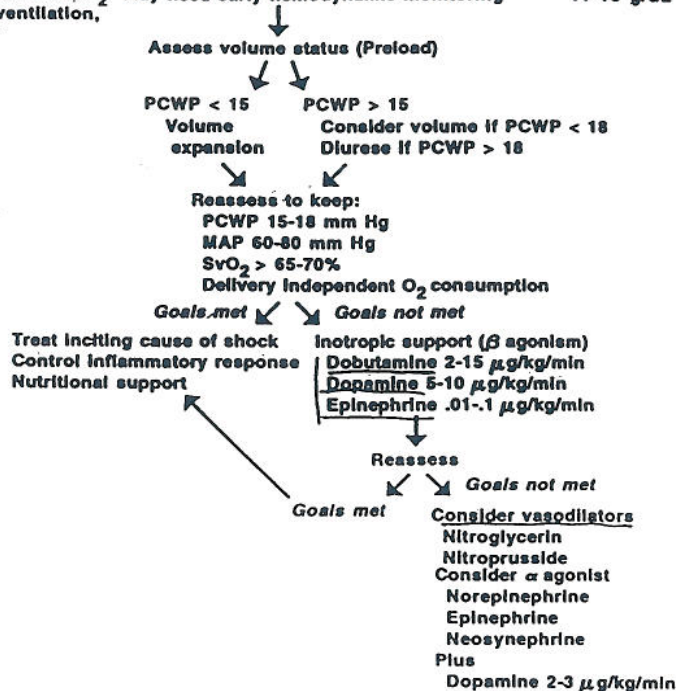 ventilation,
Assess volume status (Preload)
PCWP < 15
Volume
expansion
PCWP > 15
Consider volume if PCWP < 18
Diurese if PCWP > 18
Reassess to keep:
PCWP 15-18 mm Hg
MAP 60-80 mm Hg
SvO2 > 65-70%
Delivery Independent O2 consumption
Goals met
Goals not met
Treat inciting cause of shock
Control inflammatory response
Nutritional support
Inotropic support (β agonism)
Dobutamine 2-15 μg/kg/min
Dopamine 5-10 μg/kg/min
Epinephrine .01-.1 μg/kg/min
Reassess
Goals met
Goals not met
Consider vasodilators
Nitroglycerin
Nitroprusside
Consider α agonist
Norepinephrine
Epinephrine
Neosynephrine
Plus
Dopamine 2-3 μg/kg/min